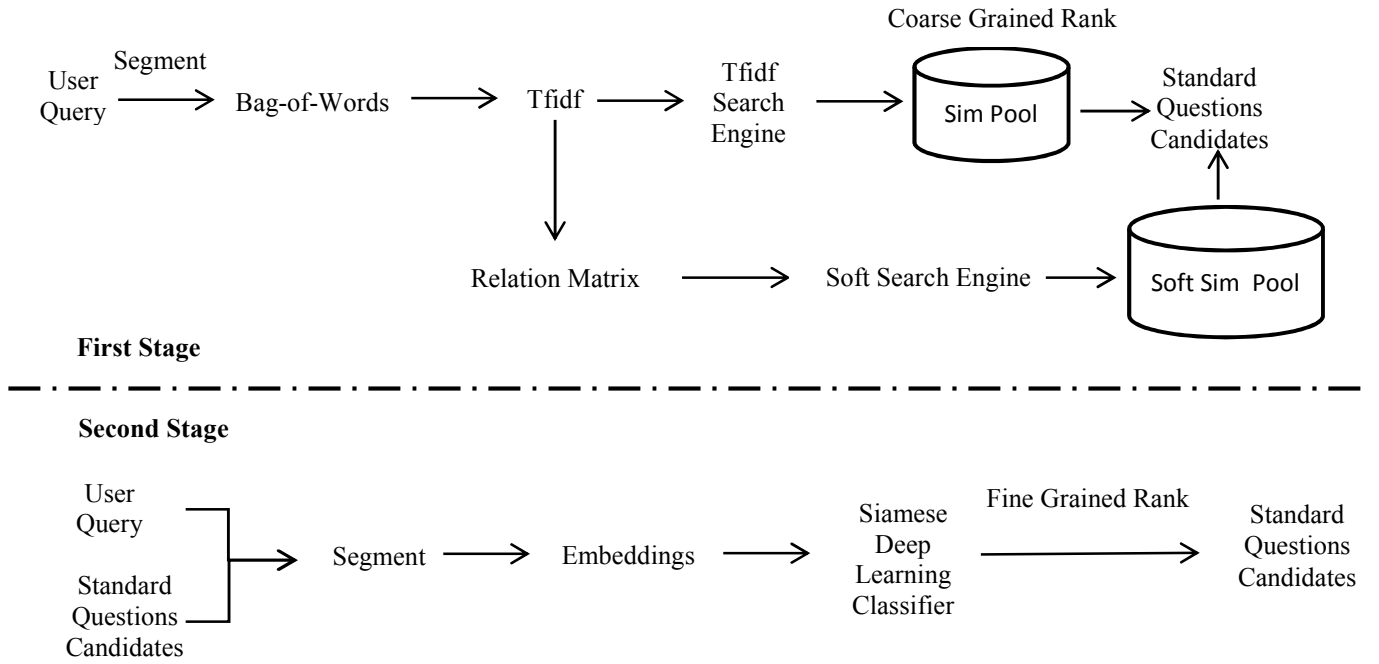 Coarse Grained Rank
Segment
User
Query
Bag-of-Words
Tfidf
Tfidf
Search
Engine
Sim Pool
Standard
Questions
Candidates
Relation Matrix
Soft Search Engine
Soft Sim Pool
First Stage
Second Stage
User
Query
Standard
Questions
Candidates
Segment
Embeddings
Siamese
Deep
Learning
Classifier
Fine Grained Rank
Standard
Questions
Candidates